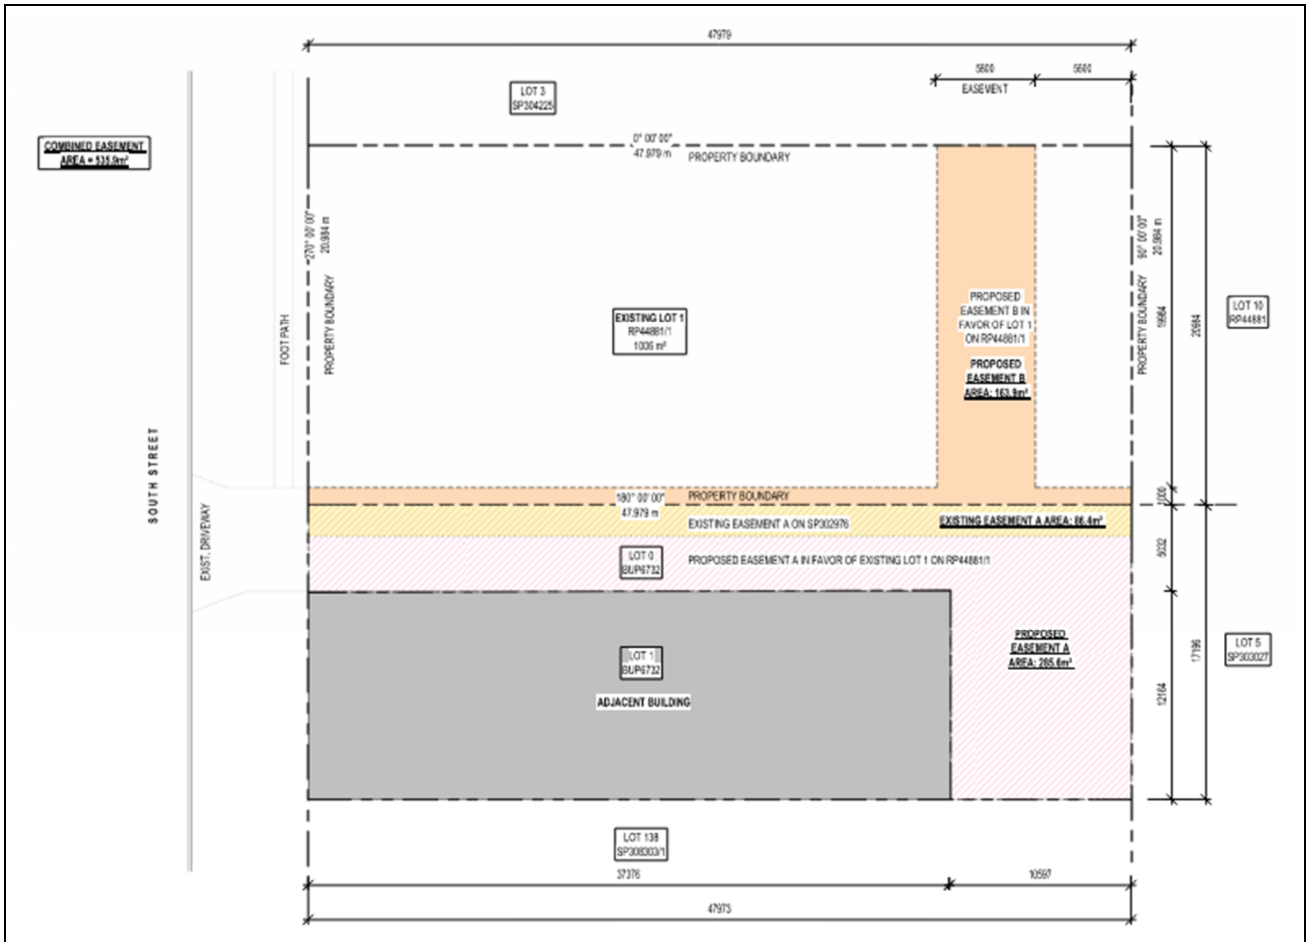 47979
5800
5600
EASEMENT
LOT 3
SP304225
COMBINED EASEMENT
AREA = 535.9m²
0° 00' 00"
47.979 m
PROPERTY BOUNDARY
270° 00' 00"
20.984 m
PROPERTY BOUNDARY
90° 00' 00"
20.984 m
PROPERTY BOUNDARY
FOOT PATH
EXISTING LOT 1
RP44881/1
1006 m²
PROPOSED
EASEMENT B IN
FAVOR OF LOT 1
ON RP44881/1
PROPOSED
EASEMENT B
AREA: 163.9m²
19984
20984
LOT 10
RP44881
SOUTH STREET
EXIST. DRIVEWAY
180° 00' 00"
47.979 m
PROPERTY BOUNDARY
1000
EXISTING EASEMENT A ON SP302976
EXISTING EASEMENT A AREA: 86.4m²
LOT 0
BUP6732
PROPOSED EASEMENT A IN FAVOR OF EXISTING LOT 1 ON RP44881/1
5032
LOT 1
BUP6732
ADJACENT BUILDING
PROPOSED
EASEMENT A
AREA: 285.6m²
12164
17196
LOT 5
SP303027
LOT 138
SP308303/1
37376
10597
47973